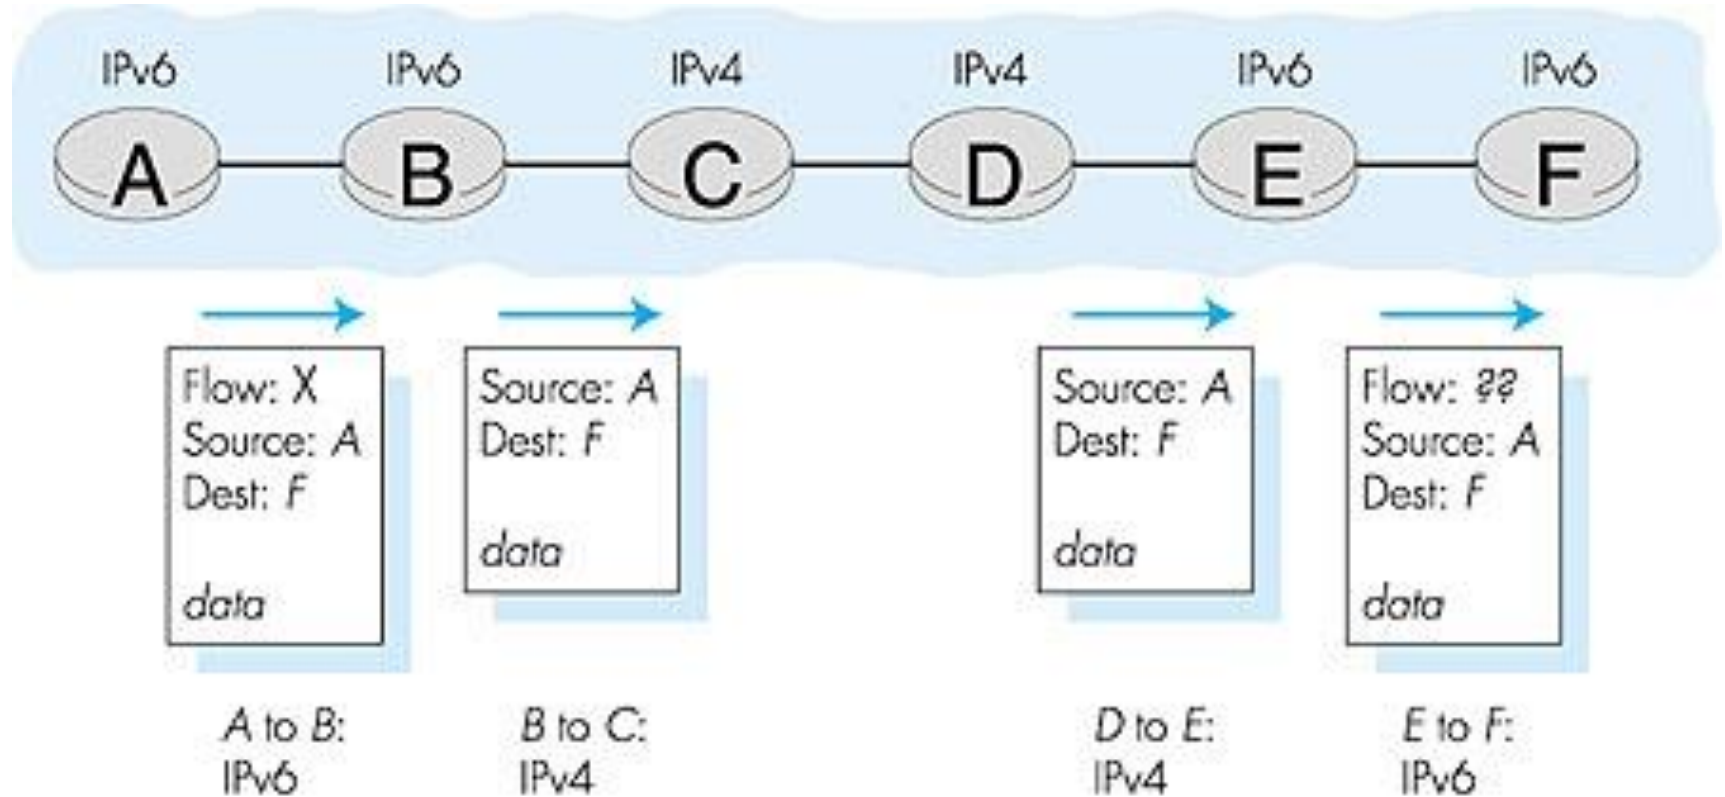 IPv6 IPv6 IPv4 IPv4 IPv6 IPv6
A B C D E F
Flow: X
Source: A
Dest: F
data
A to B:
IPv6
Source: A
Dest: F
data
B to C:
IPv4
Source: A
Dest: F
data
D to E:
IPv4
Flow: ??
Source: A
Dest: F
data
E to F:
IPv6